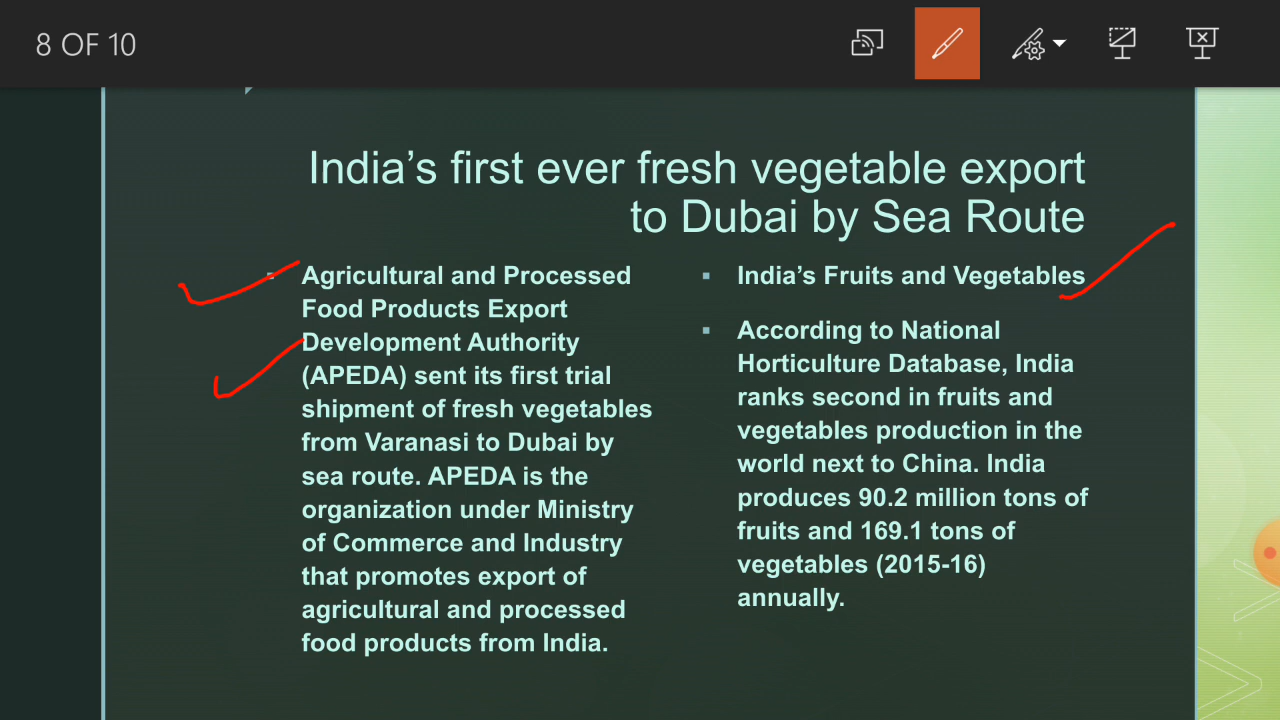 8 OF 10
India’s first ever fresh vegetable export
to Dubai by Sea Route
Agricultural and Processed
Food Products Export
Development Authority
(APEDA) sent its first trial
shipment of fresh vegetables
from Varanasi to Dubai by
sea route. APEDA is the
organization under Ministry
of Commerce and Industry
that promotes export of
agricultural and processed
food products from India.
India’s Fruits and Vegetables
According to National
Horticulture Database, India
ranks second in fruits and
vegetables production in the
world next to China. India
produces 90.2 million tons of
fruits and 169.1 tons of
vegetables (2015-16)
annually.